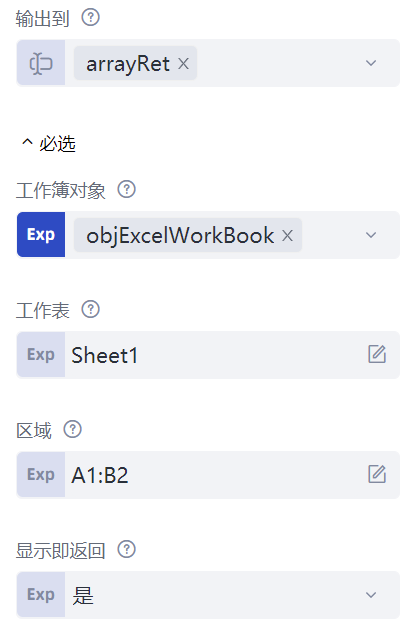 输出到
arrayRet
必选
工作簿对象
Exp objExcelWorkBook
工作表
Exp Sheet1
区域
Exp A1:B2
显示即返回
Exp 是